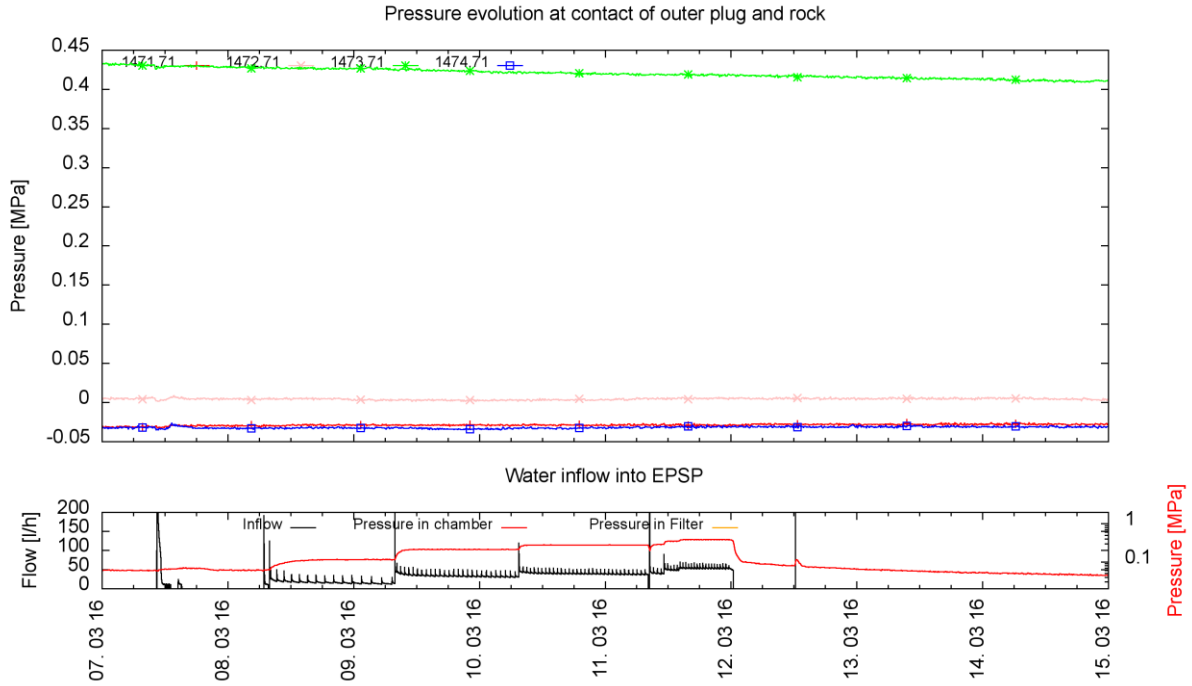 Pressure evolution at contact of outer plug and rock
0.45
0.4
0.35
0.3
0.25
0.2
0.15
0.1
0.05
0
-0.05
Pressure [MPa]
1471.71 1472.71 1473.71 1474.71
Water inflow into EPSP
200
150
100
50
0
Flow [l/h]
Inflow Pressure in chamber Pressure in Filter
1
0.1
Pressure [MPa]
07. 03 16
08. 03 16
09. 03 16
10. 03 16
11. 03 16
12. 03 16
13. 03 16
14. 03 16
15. 03 16